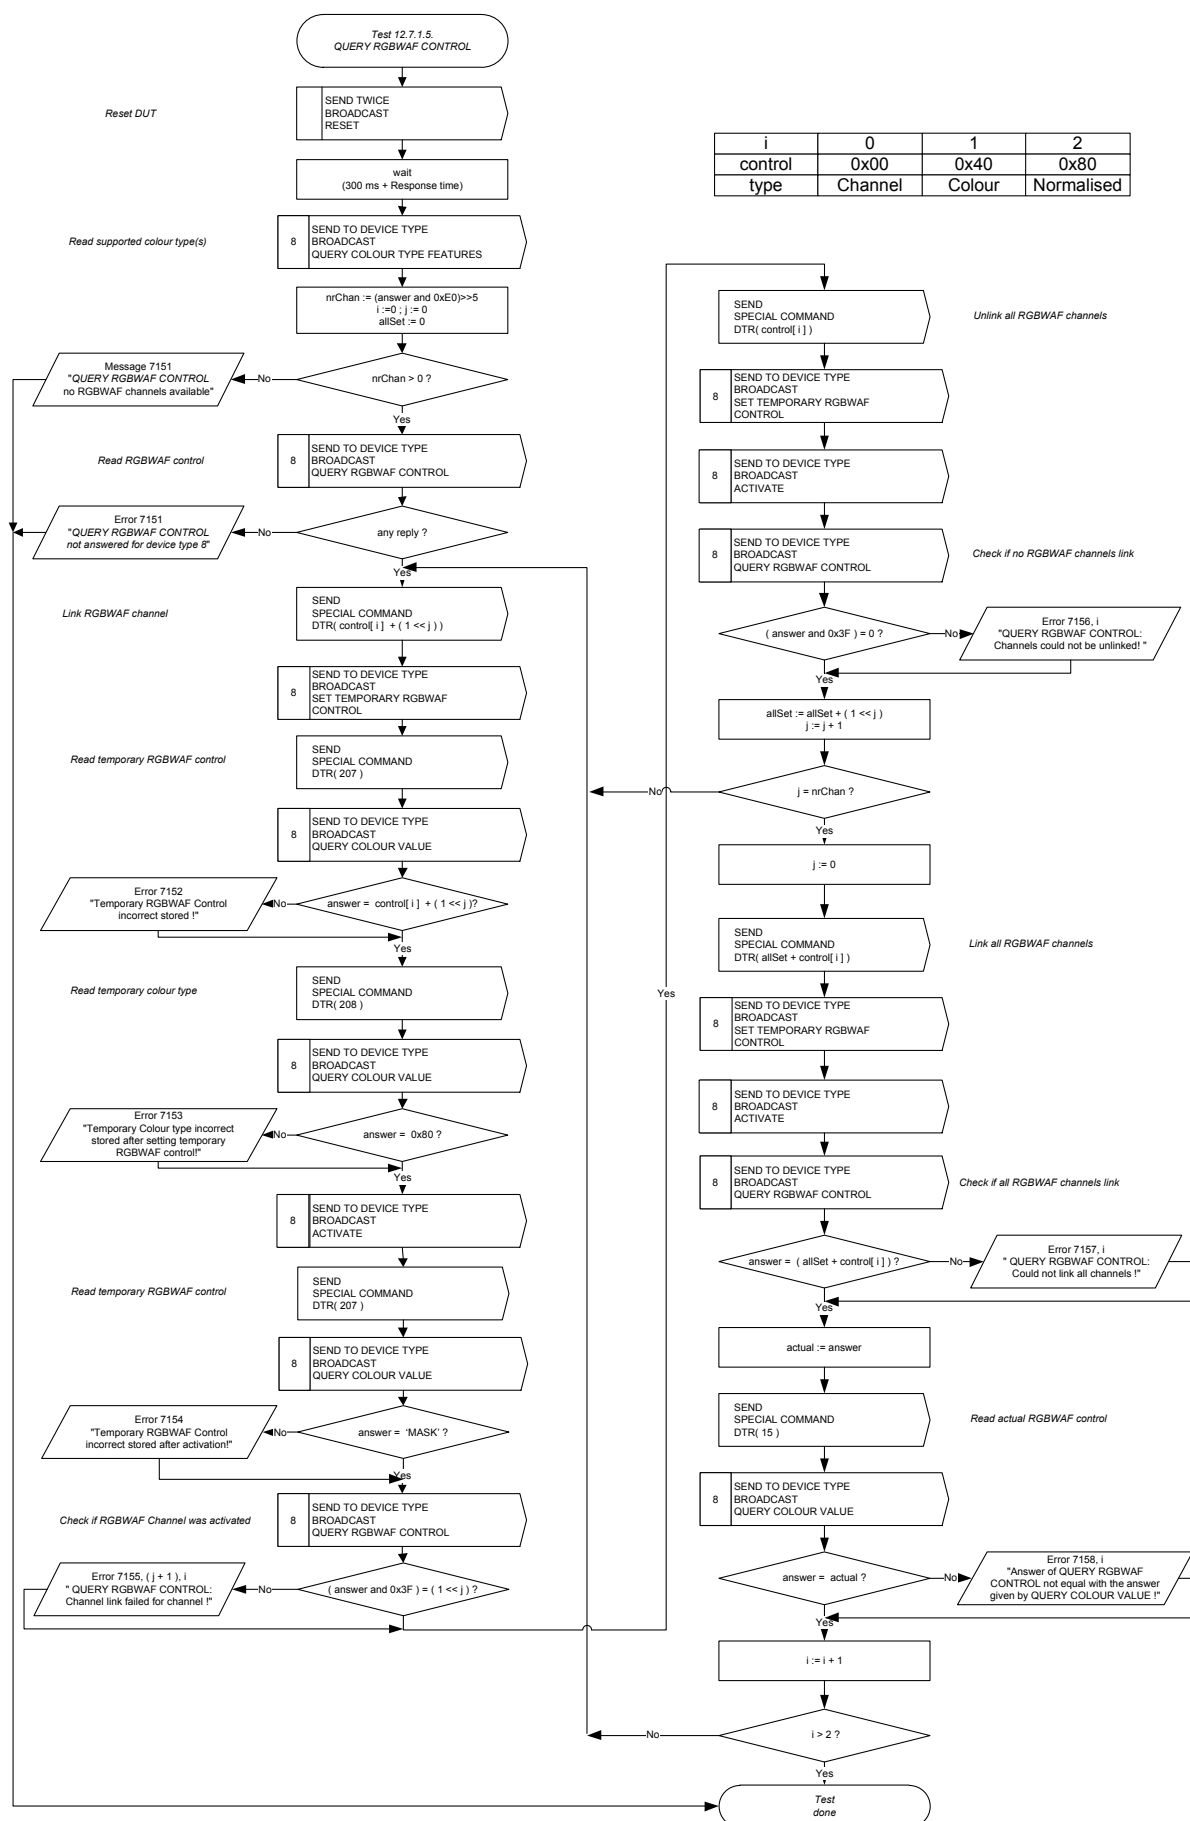 Test 12.7.1.5.
QUERY RGBWAF CONTROL
Reset DUT
SEND TWICE
BROADCAST
RESET
wait
(300 ms + Response time)
Read supported colour type(s)
8
SEND TO DEVICE TYPE
BROADCAST
QUERY COLOUR TYPE FEATURES
nrChan := (answer and 0xE0)>>5
i :=0 ; j := 0
allSet := 0
Message 7151
"QUERY RGBWAF CONTROL
no RGBWAF channels available"
No
nrChan > 0 ?
Yes
Read RGBWAF control
8
SEND TO DEVICE TYPE
BROADCAST
QUERY RGBWAF CONTROL
Error 7151
"QUERY RGBWAF CONTROL
not answered for device type 8"
No
any reply ?
Yes
Link RGBWAF channel
SEND
SPECIAL COMMAND
DTR( control[ i ] + ( 1 << j ) )
8
SEND TO DEVICE TYPE
BROADCAST
SET TEMPORARY RGBWAF
CONTROL
Read temporary RGBWAF control
SEND
SPECIAL COMMAND
DTR( 207 )
8
SEND TO DEVICE TYPE
BROADCAST
QUERY COLOUR VALUE
Error 7152
"Temporary RGBWAF Control
incorrect stored !"
No
answer = control[ i ] + ( 1 << j )?
Yes
Read temporary colour type
SEND
SPECIAL COMMAND
DTR( 208 )
8
SEND TO DEVICE TYPE
BROADCAST
QUERY COLOUR VALUE
Error 7153
"Temporary Colour type incorrect
stored after setting temporary
RGBWAF control!"
No
answer = 0x80 ?
Yes
8
SEND TO DEVICE TYPE
BROADCAST
ACTIVATE
Read temporary RGBWAF control
SEND
SPECIAL COMMAND
DTR( 207 )
8
SEND TO DEVICE TYPE
BROADCAST
QUERY COLOUR VALUE
Error 7154
"Temporary RGBWAF Control
incorrect stored after activation!"
No
answer = ‘MASK’ ?
Yes
Check if RGBWAF Channel was activated
8
SEND TO DEVICE TYPE
BROADCAST
QUERY RGBWAF CONTROL
Error 7155, ( j + 1 ), i
" QUERY RGBWAF CONTROL:
Channel link failed for channel !"
No
( answer and 0x3F ) = ( 1 << j ) ?
Yes
i 0 1 2
control 0x00 0x40 0x80
type Channel Colour Normalised
SEND
SPECIAL COMMAND
DTR( control[ i ] )
Unlink all RGBWAF channels
8
SEND TO DEVICE TYPE
BROADCAST
SET TEMPORARY RGBWAF
CONTROL
8
SEND TO DEVICE TYPE
BROADCAST
ACTIVATE
8
SEND TO DEVICE TYPE
BROADCAST
QUERY RGBWAF CONTROL
Check if no RGBWAF channels link
( answer and 0x3F ) = 0 ?
No
Error 7156, i
"QUERY RGBWAF CONTROL:
Channels could not be unlinked! "
Yes
allSet := allSet + ( 1 << j )
j := j + 1
No
j = nrChan ?
Yes
j := 0
SEND
SPECIAL COMMAND
DTR( allSet + control[ i ] )
Link all RGBWAF channels
8
SEND TO DEVICE TYPE
BROADCAST
SET TEMPORARY RGBWAF
CONTROL
8
SEND TO DEVICE TYPE
BROADCAST
ACTIVATE
8
SEND TO DEVICE TYPE
BROADCAST
QUERY RGBWAF CONTROL
Check if all RGBWAF channels link
answer = ( allSet + control[ i ] ) ?
No
Error 7157, i
" QUERY RGBWAF CONTROL:
Could not link all channels !"
Yes
actual := answer
SEND
SPECIAL COMMAND
DTR( 15 )
Read actual RGBWAF control
8
SEND TO DEVICE TYPE
BROADCAST
QUERY COLOUR VALUE
answer = actual ?
No
Error 7158, i
"Answer of QUERY RGBWAF
CONTROL not equal with the answer
given by QUERY COLOUR VALUE !"
Yes
i := i + 1
No
i > 2 ?
Yes
Test
done